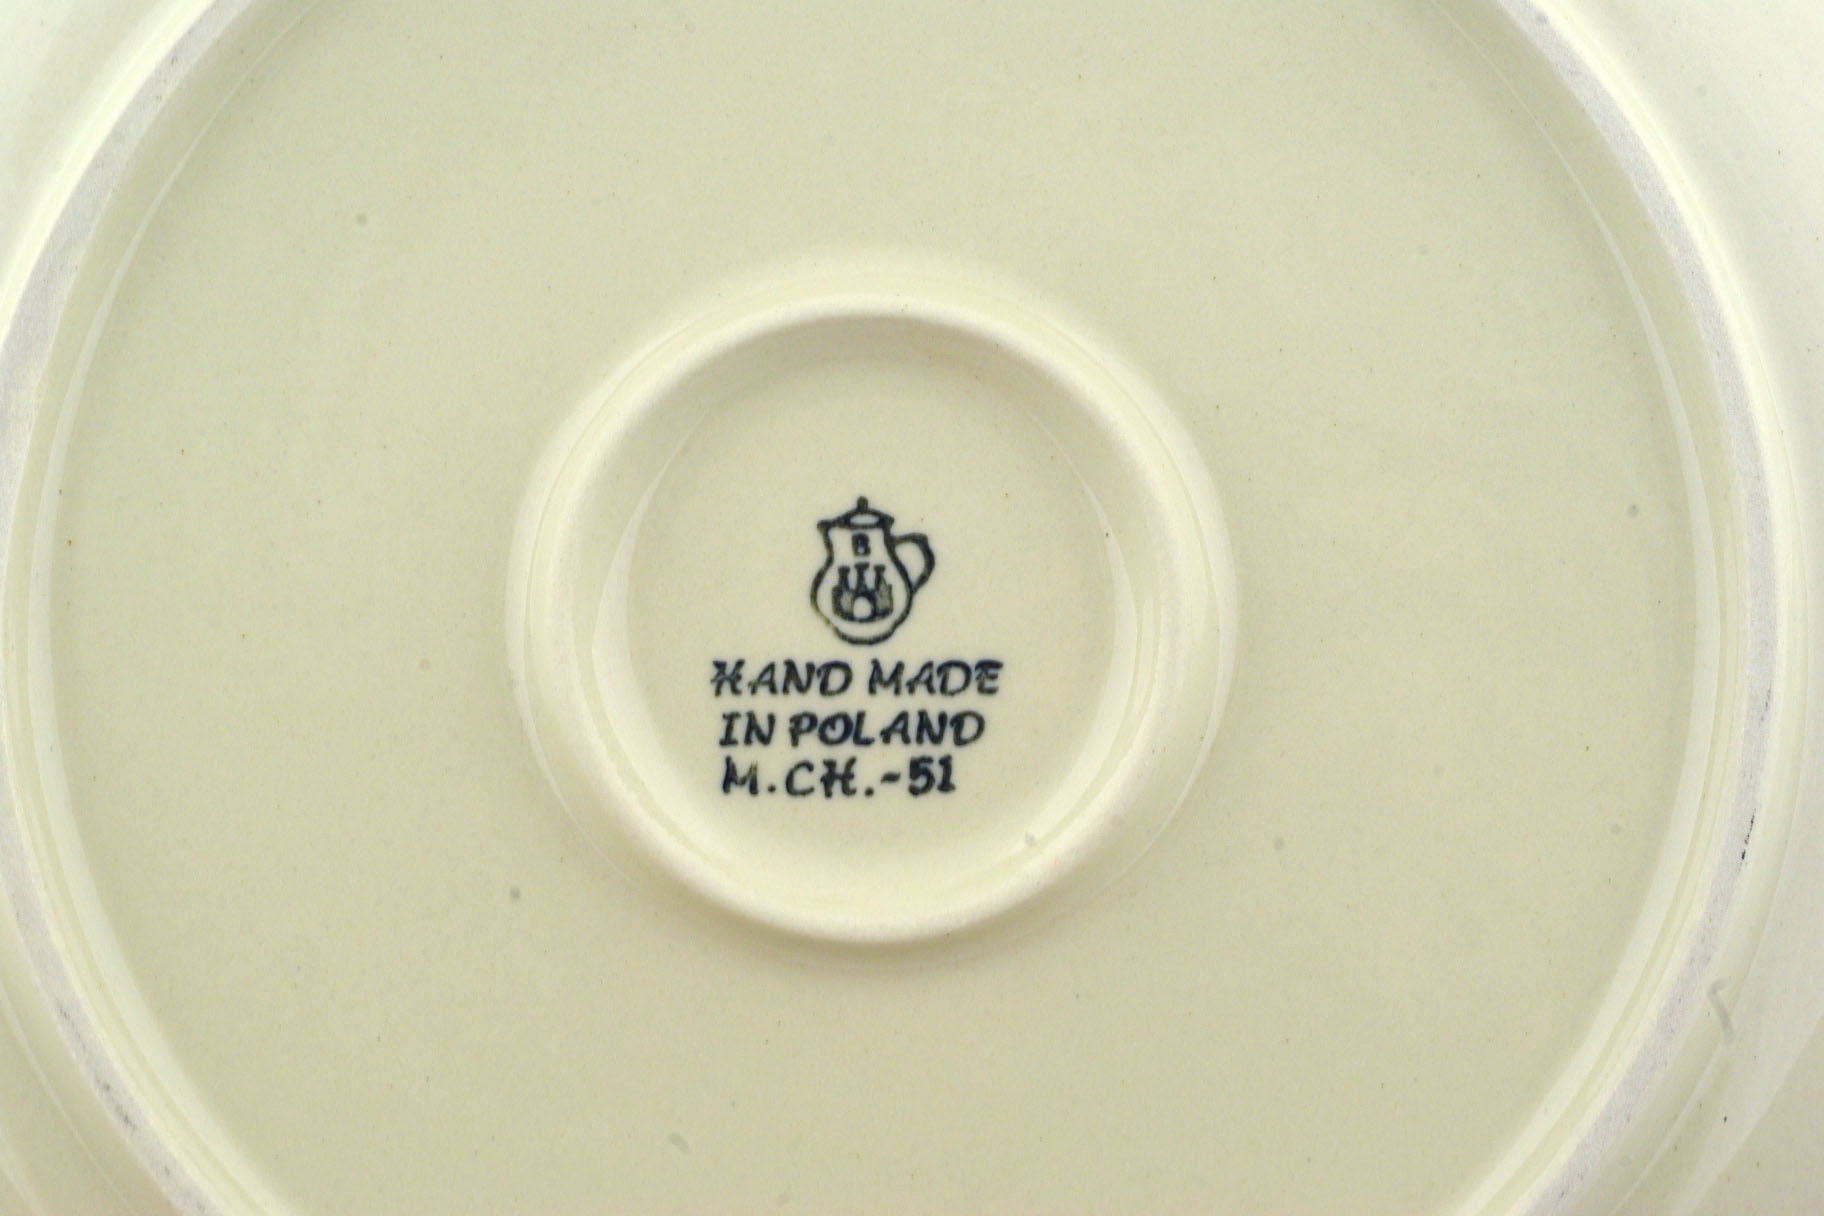 B
HAND MADE
IN POLAND
M.CH.-51